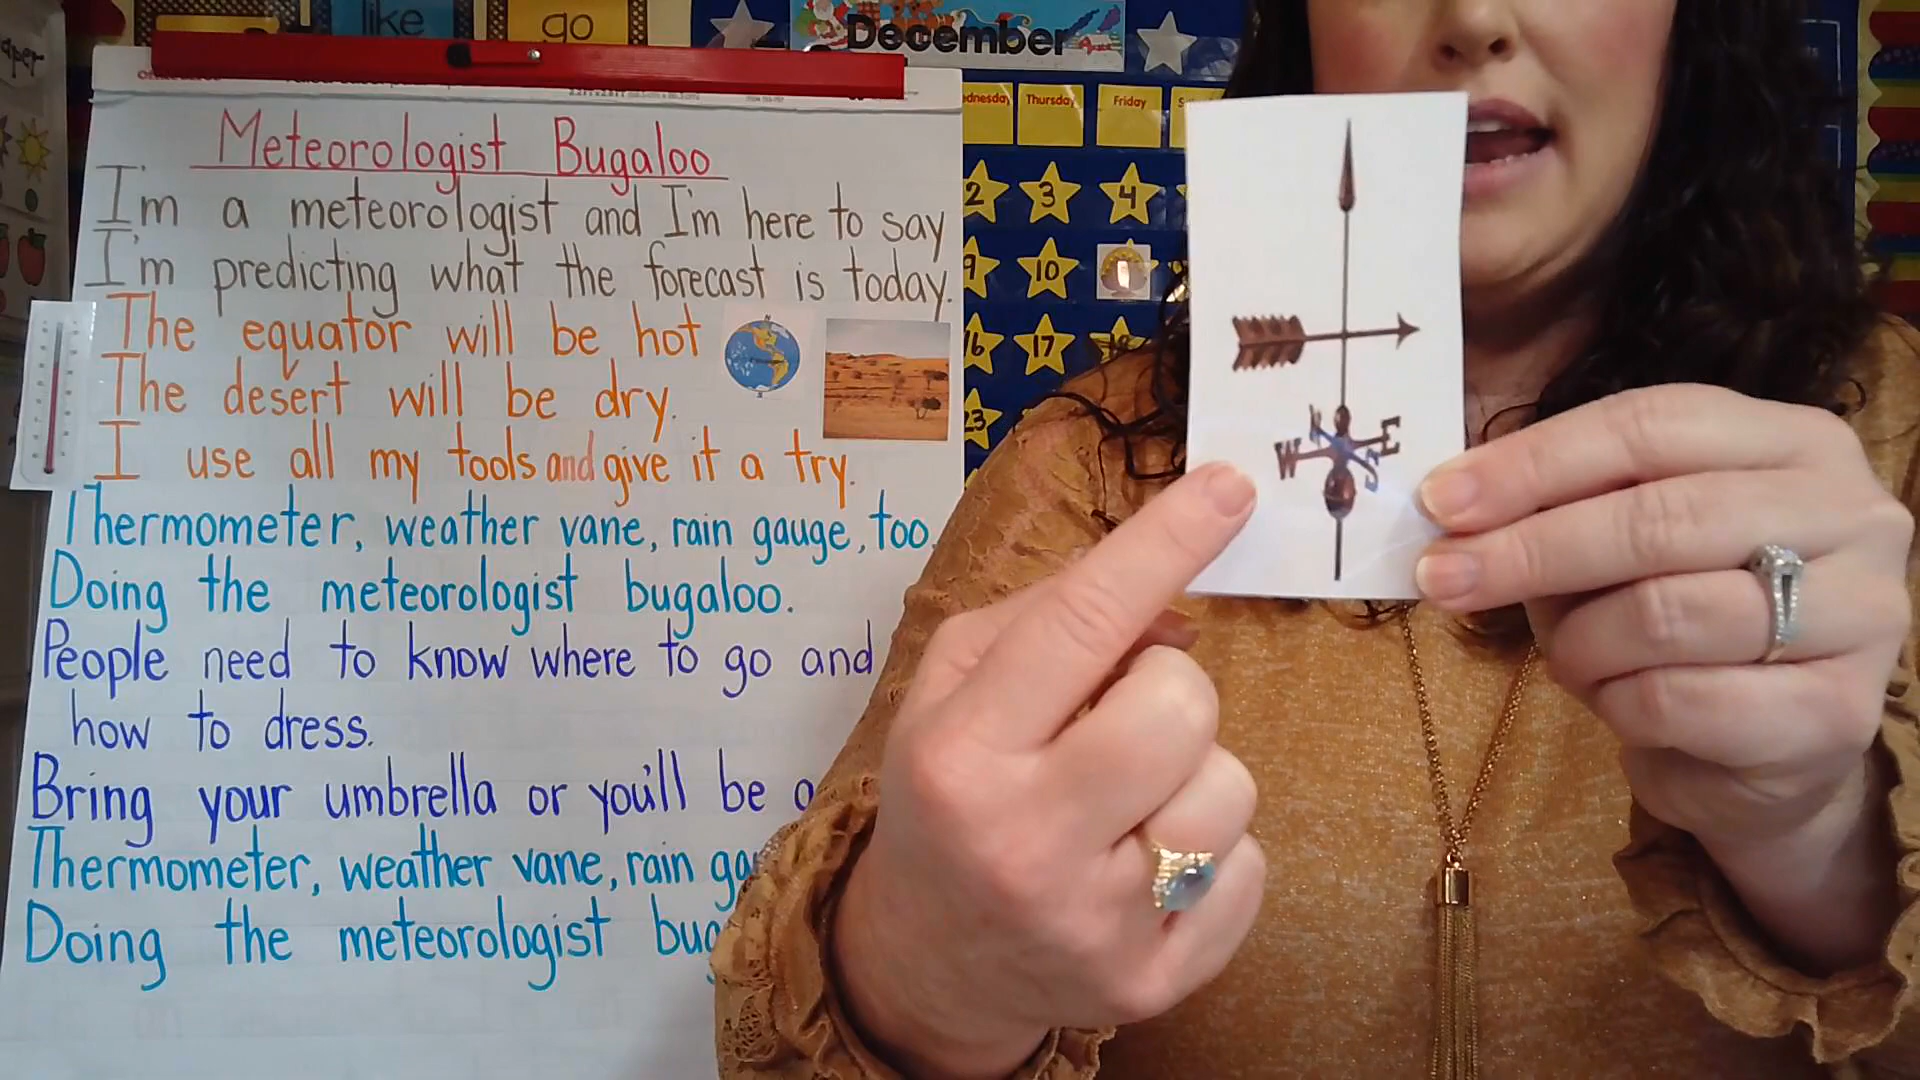 like
go
December
Meteorologist Bugaloo
I'm a meteorologist and I'm here to say
I'm predicting what the forecast is today.
The equator will be hot
The desert will be dry.
I use all my tools and give it a try.
Thermometer, weather vane, rain gauge, too.
Doing the meteorologist bugaloo.
People need to know where to go and
how to dress.
Bring your umbrella or you'll be a
Thermometer, weather vane, rain ga
Doing the meteorologist bug
dnesday Thursday Friday
2 3 4
9 10
16 17 18
23
W E
S